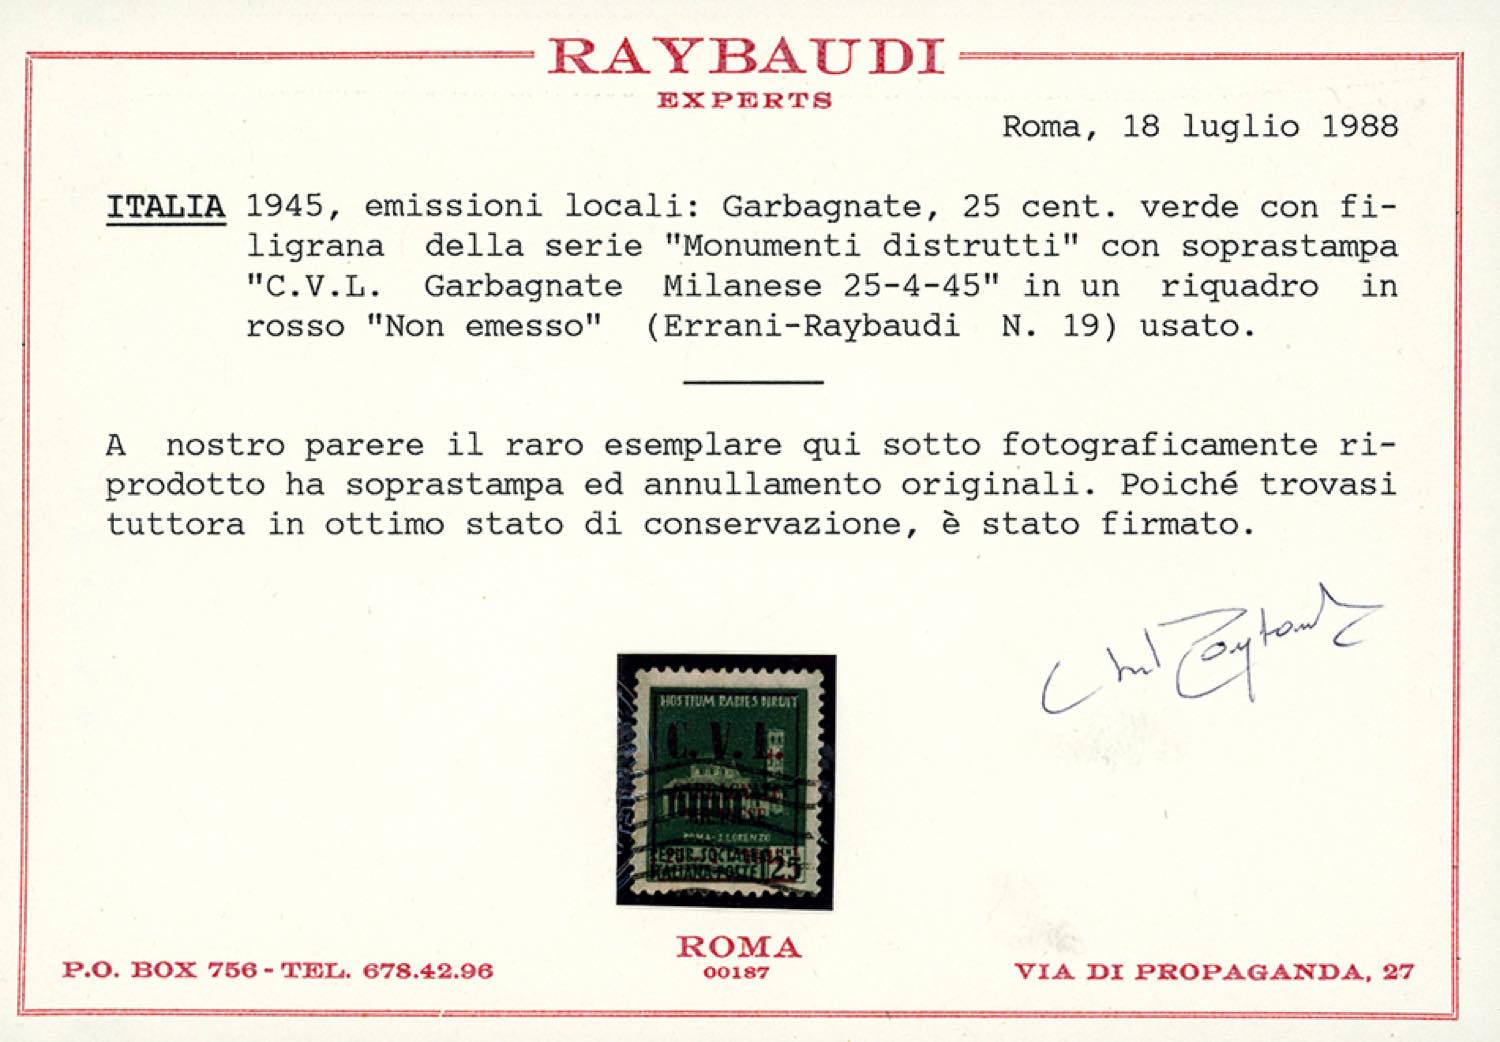 RAYBAUDI
EXPERTS
Roma, 18 luglio 1988
ITALIA 1945, emissioni locali: Garbagnate, 25 cent. verde con fi-
ligrana della serie "Monumenti distrutti" con soprastampa
"C.V.L. Garbagnate Milanese 25-4-45" in un riquadro in
rosso "Non emesso" (Errani-Raybaudi N. 19) usato.
A nostro parere il raro esemplare qui sotto fotograficamente ri-
prodotto ha soprastampa ed annullamento originali. Poiché trovasi
tuttora in ottimo stato di conservazione, è stato firmato.
HOSTIUM RABIES DIRUIT
C. V. L.
GARBAGNATE
MILANESE
ROMA - S. LORENZO
REPUB. SOCIALE
ITALIANA POSTE 25
ROMA
00187
P.O. BOX 756 - TEL. 678.42.96
VIA DI PROPAGANDA, 27